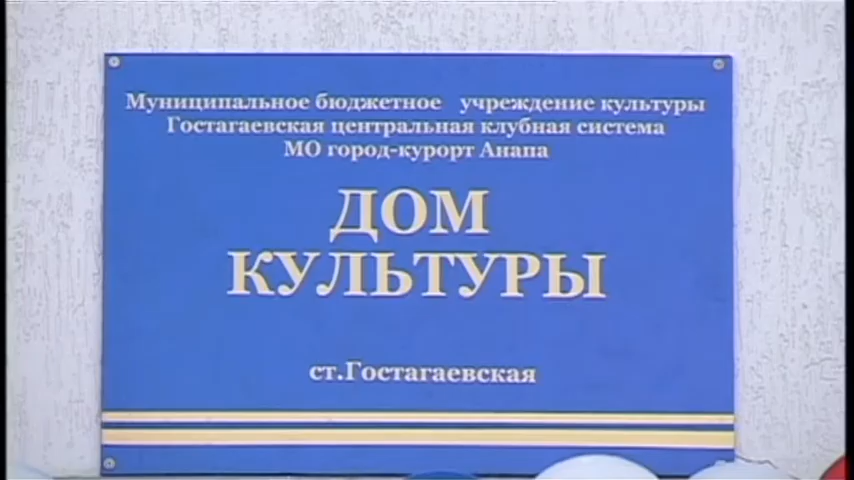 Муниципальное бюджетное учреждение культуры
Гостагаевская центральная клубная система
МО город-курорт Анапа
ДОМ
КУЛЬТУРЫ
ст.Гостагаевская